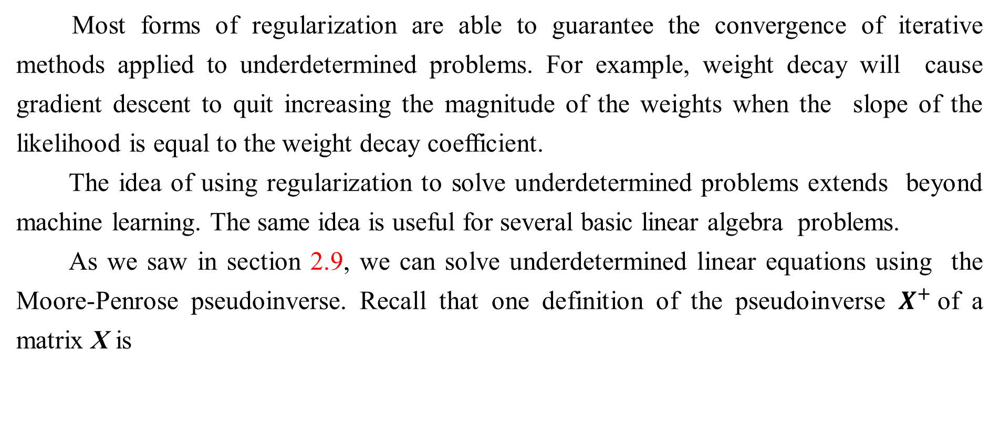 Most forms of regularization are able to guarantee the convergence of iterative
methods applied to underdetermined problems. For example, weight decay will cause
gradient descent to quit increasing the magnitude of the weights when the slope of the
likelihood is equal to the weight decay coefficient.
The idea of using regularization to solve underdetermined problems extends beyond
machine learning. The same idea is useful for several basic linear algebra problems.
As we saw in section 2.9, we can solve underdetermined linear equations using the
Moore-Penrose pseudoinverse. Recall that one definition of the pseudoinverse X⁺ of a
matrix X is